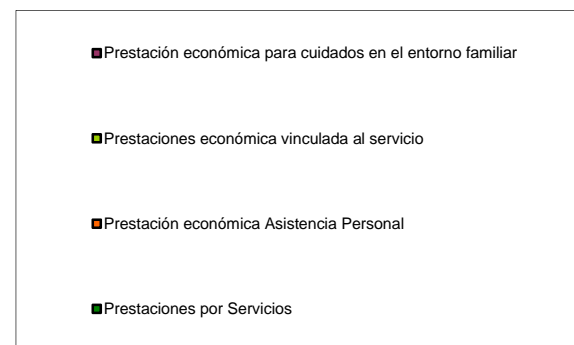 Prestación económica para cuidados en el entorno familiar
Prestaciones económica vinculada al servicio
Prestación económica Asistencia Personal
Prestaciones por Servicios